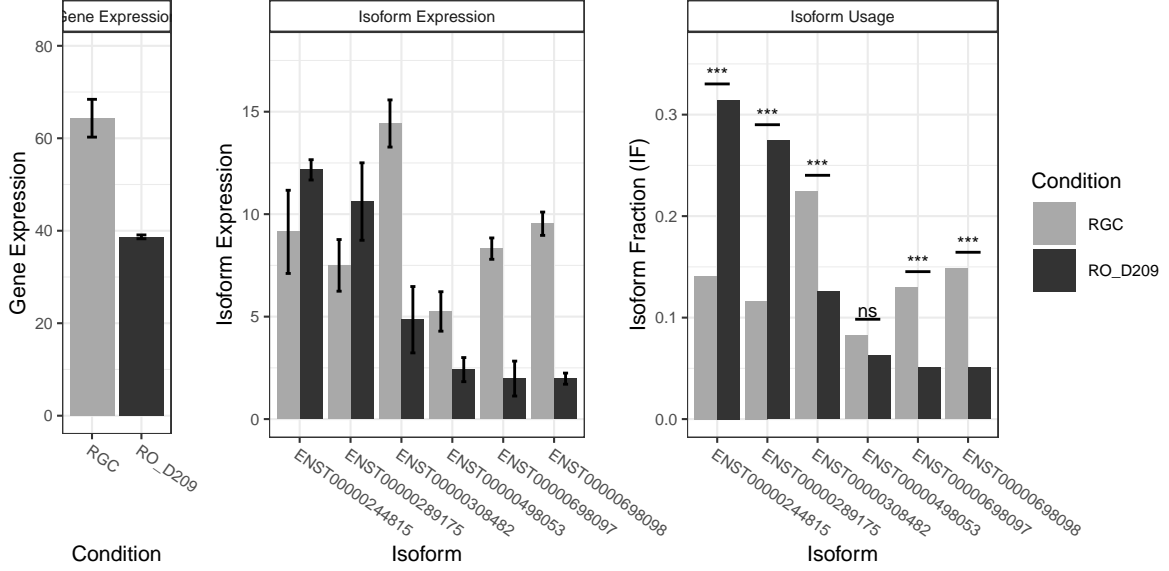 Gene Expression
Isoform Expression
Isoform Usage
Gene Expression
80
60
40
20
0
RGC
RO_D209
Condition
Isoform Expression
15
10
5
0
ENST00000244815
ENST00000289175
ENST00000308482
ENST00000498053
ENST00000698097
ENST00000698098
Isoform
Isoform Fraction (IF)
0.3
0.2
0.1
0.0
***
***
***
ns
***
***
ENST00000244815
ENST00000289175
ENST00000308482
ENST00000498053
ENST00000698097
ENST00000698098
Isoform
Condition
RGC
RO_D209